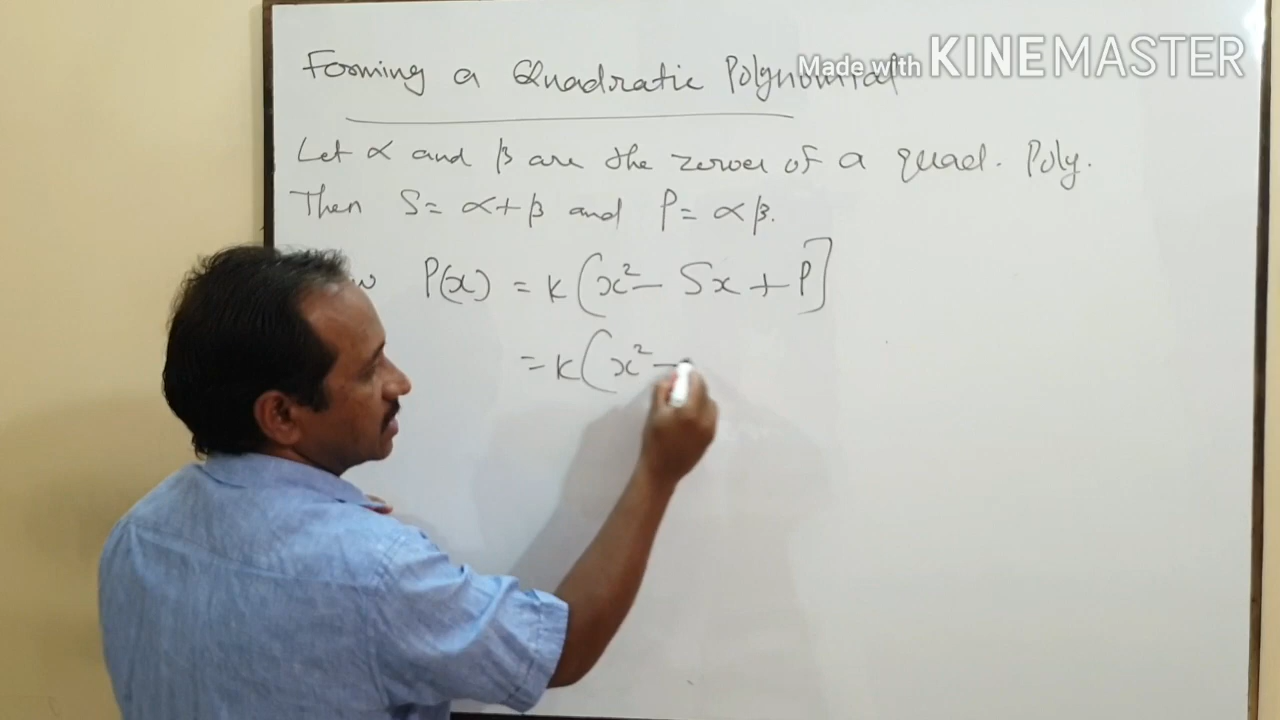 Forming a Quadratic Polynomial
Made with KINEMASTER
Let α and β are the zeroes of a quad. Poly.
Then S = α + β and P = αβ.
P(x) = k(x² - Sx + P]
= k(x² -